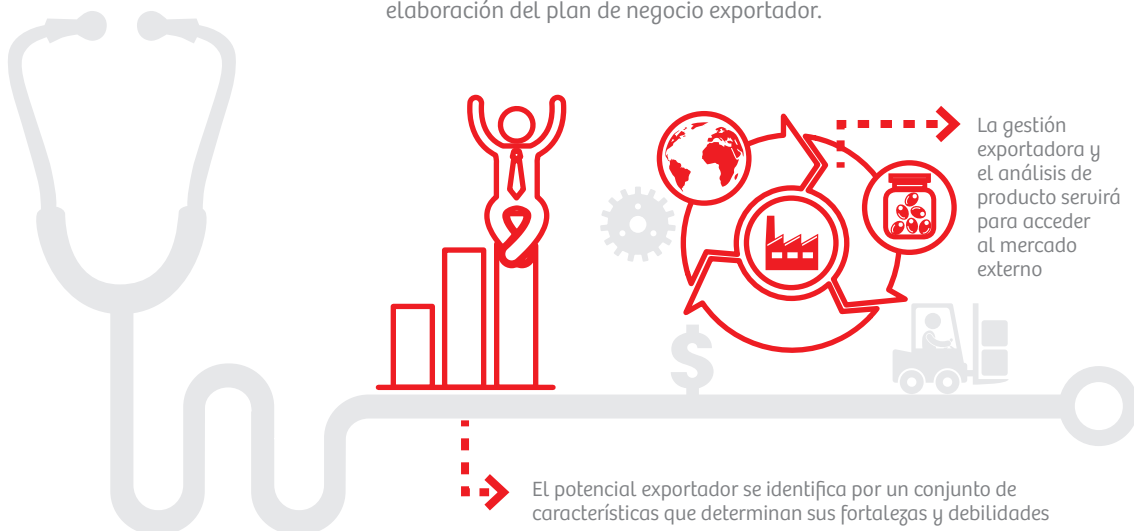 elaboración del plan de negocio exportador.
La gestión
exportadora y
el análisis de
producto servirá
para acceder
al mercado
externo
$
El potencial exportador se identifica por un conjunto de
características que determinan sus fortalezas y debilidades